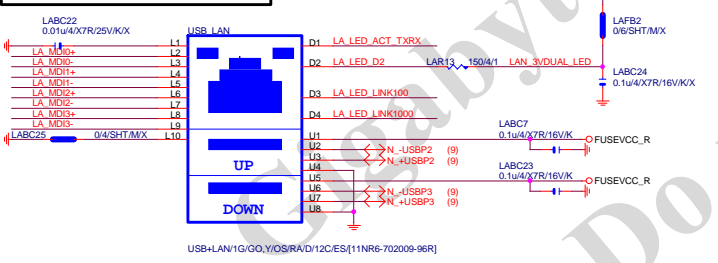 LABC22
0.01u/4/X7R/25V/K/X
USB_LAN
LAFB2
0/6/SHT/M/X
L1
LA_MDI0+
L2
LA_MDI0-
L3
LA_MDI1+
L4
LA_MDI1-
L5
LA_MDI2+
L6
LA_MDI2-
L7
LA_MDI3+
L8
LA_MDI3-
L9
LABC25
0/4/SHT/M/X
L10
D1
LA_LED_ACT_TXRX
D2
LA_LED_D2
LAR13
150/4/1
LAN_3VDUAL_LED
LABC24
0.1u/4/X7R/16V/K/X
D3
LA_LED_LINK100
D4
LA_LED_LINK1000
LABC7
0.1u/4/X7R/16V/K
U1
FUSEVCC_R
U2
N_-USBP2 (9)
U3
N_+USBP2 (9)
U4
LABC23
0.1u/4/X7R/16V/K
U5
FUSEVCC_R
U6
N_-USBP3 (9)
U7
N_+USBP3 (9)
U8
UP
DOWN
USB+LAN/1G/GO,Y/OS/RA/D/12C/ES/[11NR6-702009-96R]
Gigabyt
Do